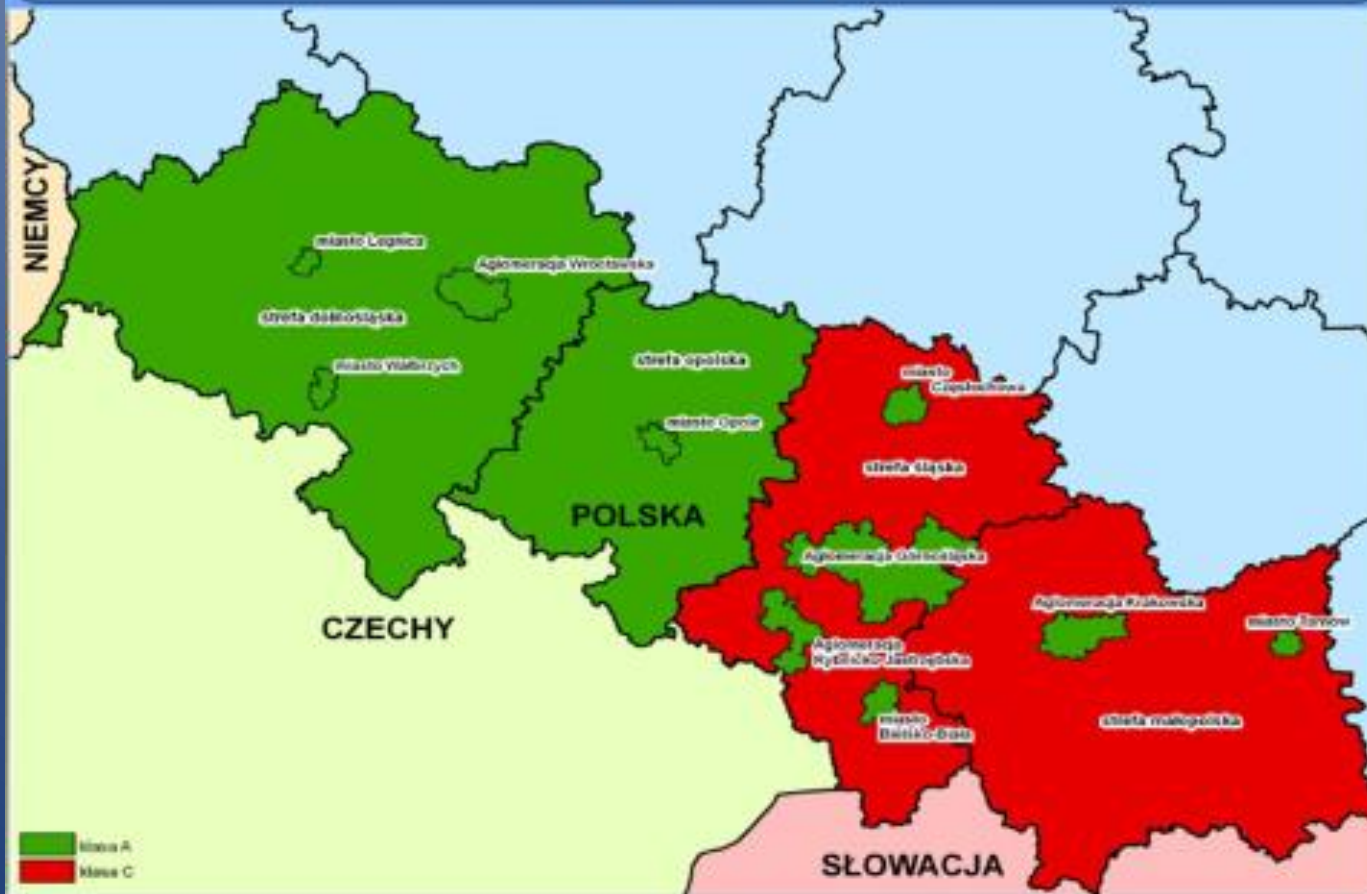 NIEMCY
miasto Legnica
Aglomeracja Wrocławska
strefa dolnośląska
miasto Wałbrzych
strefa opolska
miasto Opole
miasto
Częstochowa
strefa śląska
POLSKA
Aglomeracja Górnośląska
CZECHY
Aglomeracja Krakowska
miasto Tarnów
Aglomeracja
Rybnicko-Jastrzębska
miasto
Bielsko-Biała
strefa małopolska
klasa A
klasa C
SŁOWACJA